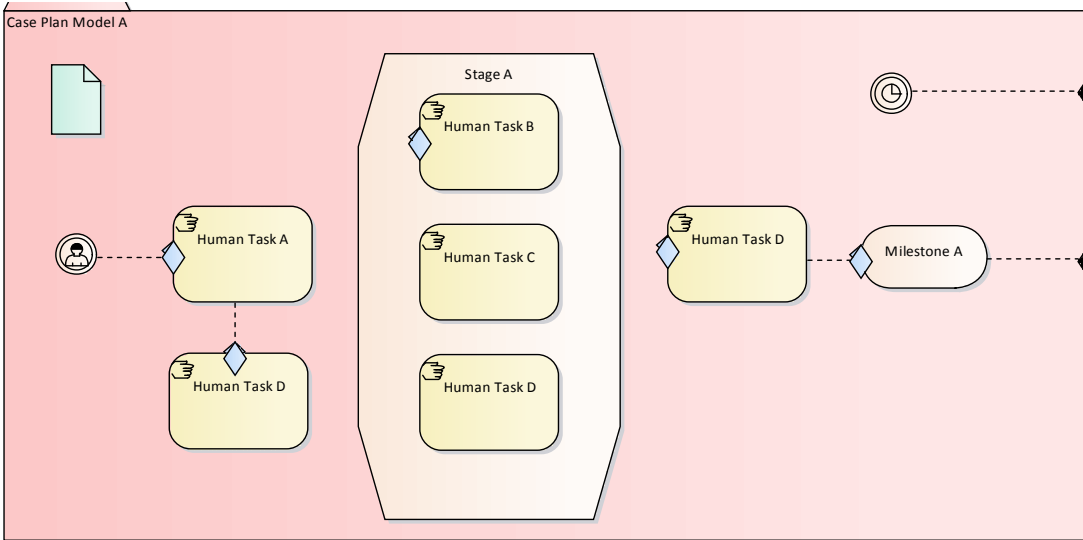 Case Plan Model A
Stage A
Human Task B
Human Task A
Human Task C
Human Task D
Milestone A
Human Task D
Human Task D